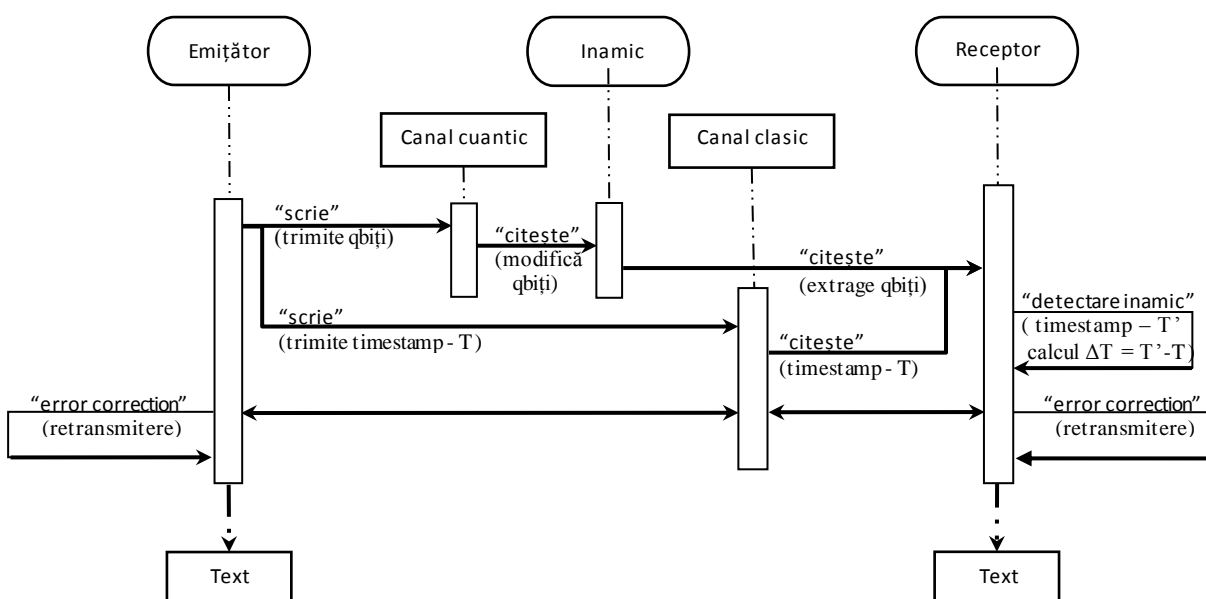 Emițător
Inamic
Receptor
Canal cuantic
Canal clasic
“scrie”
(trimite qbiți)
“citește”
(modifică
qbiți)
“citește”
(extrage qbiți)
“scrie”
(trimite timestamp - T)
“citește”
(timestamp - T)
“detectare inamic”
( timestamp – T’
calcul ΔT = T’-T)
“error correction”
(retransmitere)
“error correction”
(retransmitere)
Text
Text